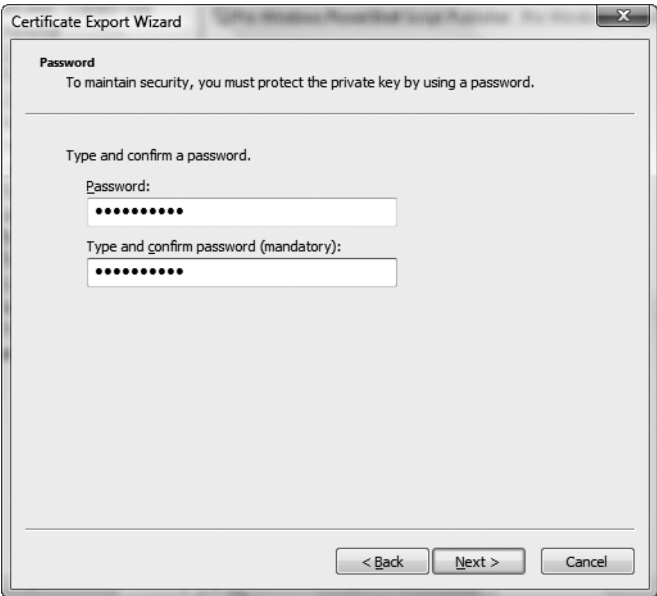 Certificate Export Wizard
Password
To maintain security, you must protect the private key by using a password.
Type and confirm a password.
Password:
••••••••••
Type and confirm password (mandatory):
••••••••••
< Back Next > Cancel